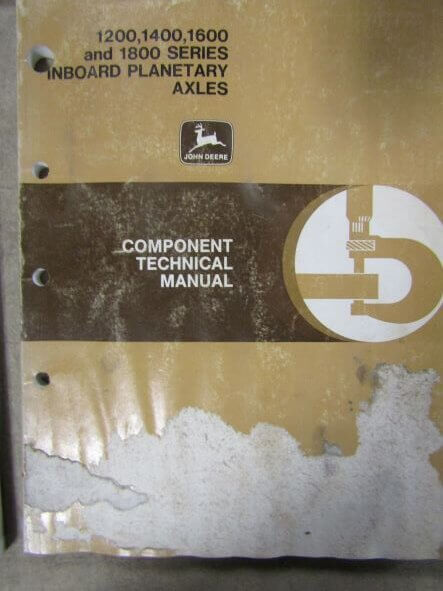 1200,1400,1600
and 1800 SERIES
INBOARD PLANETARY
AXLES
JOHN DEERE
COMPONENT
TECHNICAL
MANUAL